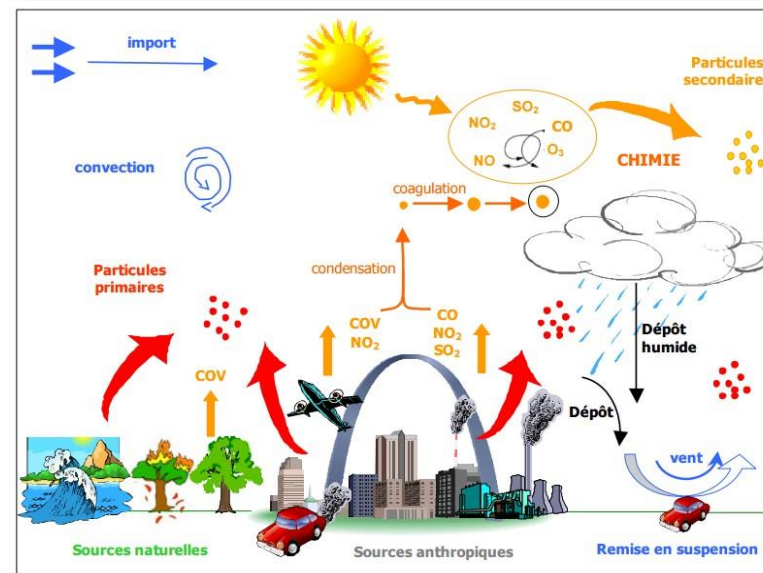 import
Particules
secondaire
SO₂
NO₂
CO
NO
O₃
CHIMIE
convection
coagulation
condensation
Particules
primaires
COV
NO₂
CO
NO₂
SO₂
Dépôt
humide
COV
Dépôt
vent
Sources naturelles
Sources anthropiques
Remise en suspension